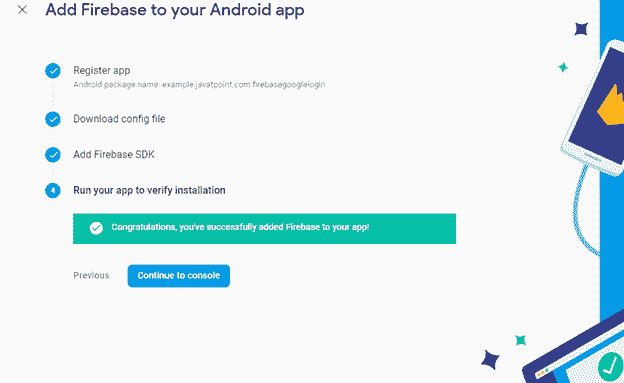 Add Firebase to your Android app
Register app
Android package name: example.javatpoint.com.firebasegooglelogin
Download config file
Add Firebase SDK
4 Run your app to verify installation
Congratulations, you've successfully added Firebase to your app!
Previous Continue to console